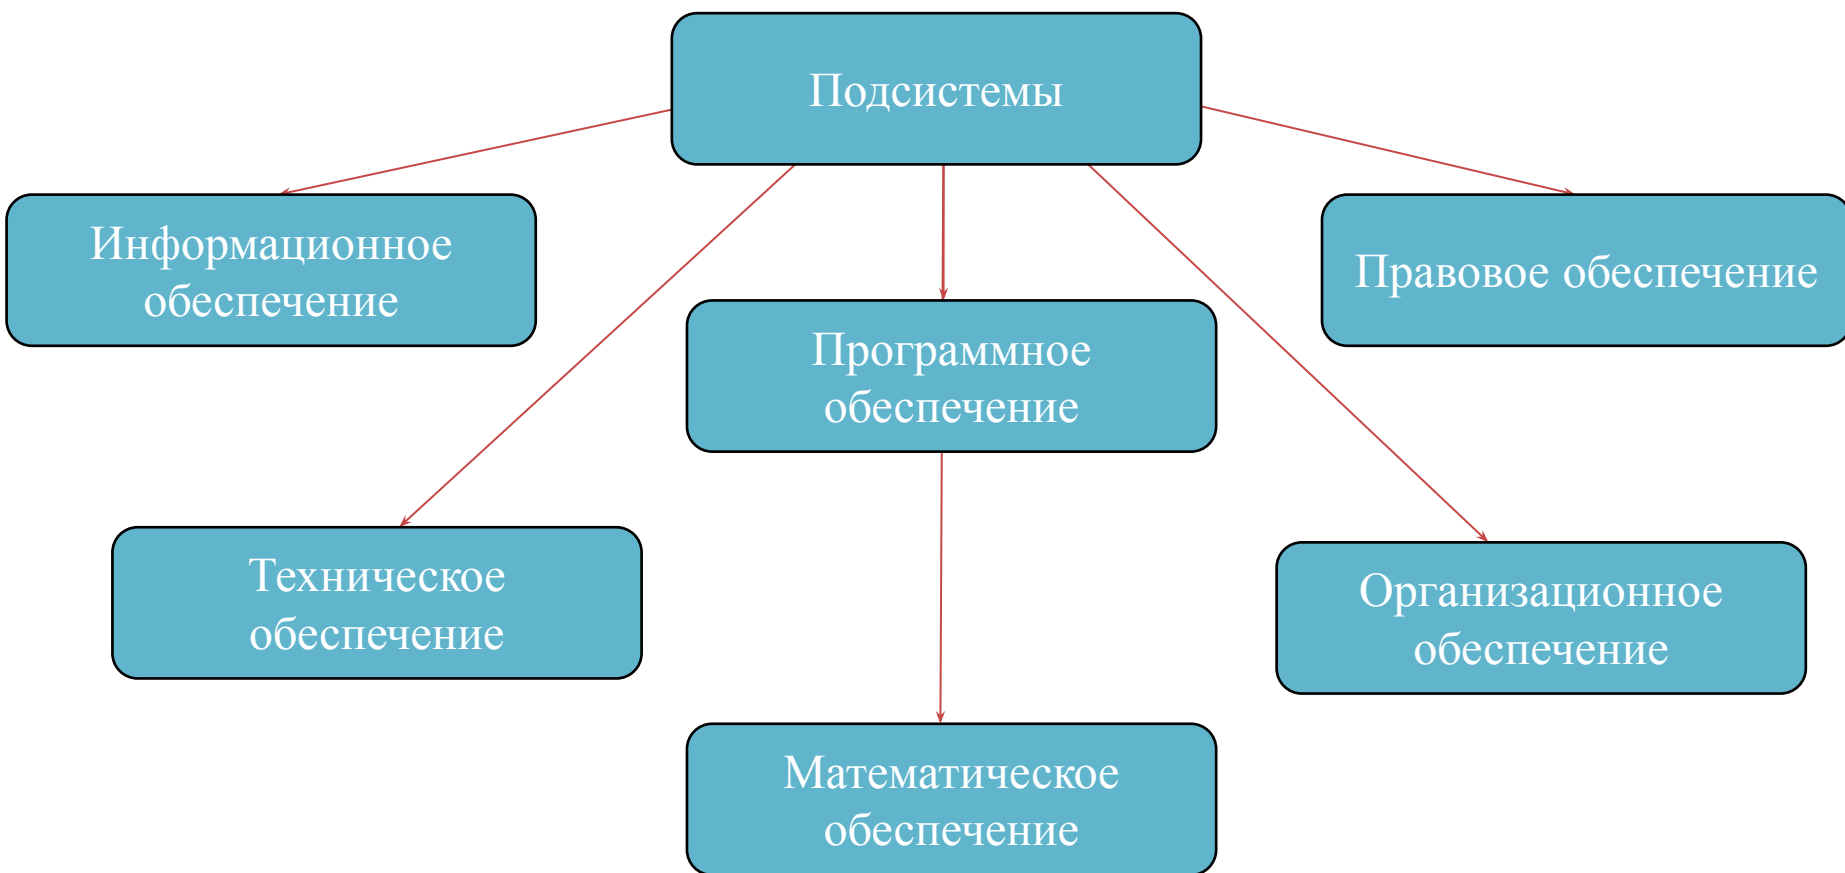 Подсистемы
Информационное
обеспечение
Правовое обеспечение
Программное
обеспечение
Техническое
обеспечение
Организационное
обеспечение
Математическое
обеспечение